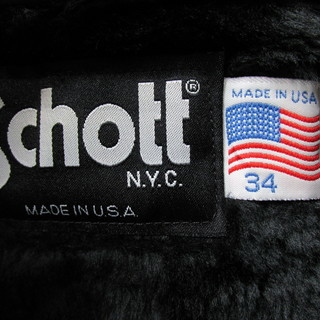 Schott®
N.Y.C.
MADE IN U.S.A.
MADE IN USA
34